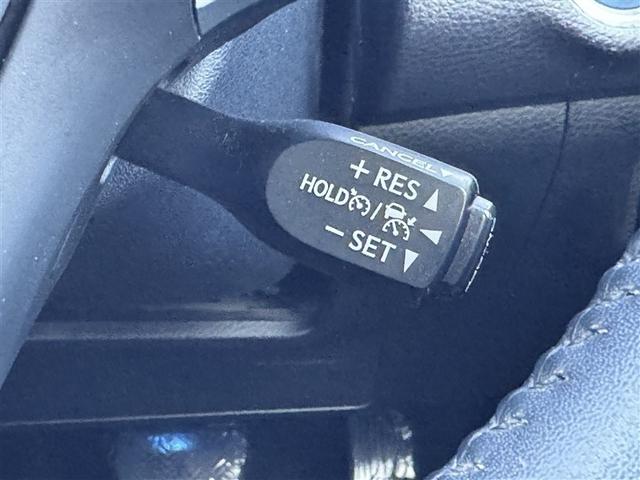 CANCEL▼
+RES▲
HOLD / ◀
−SET▼